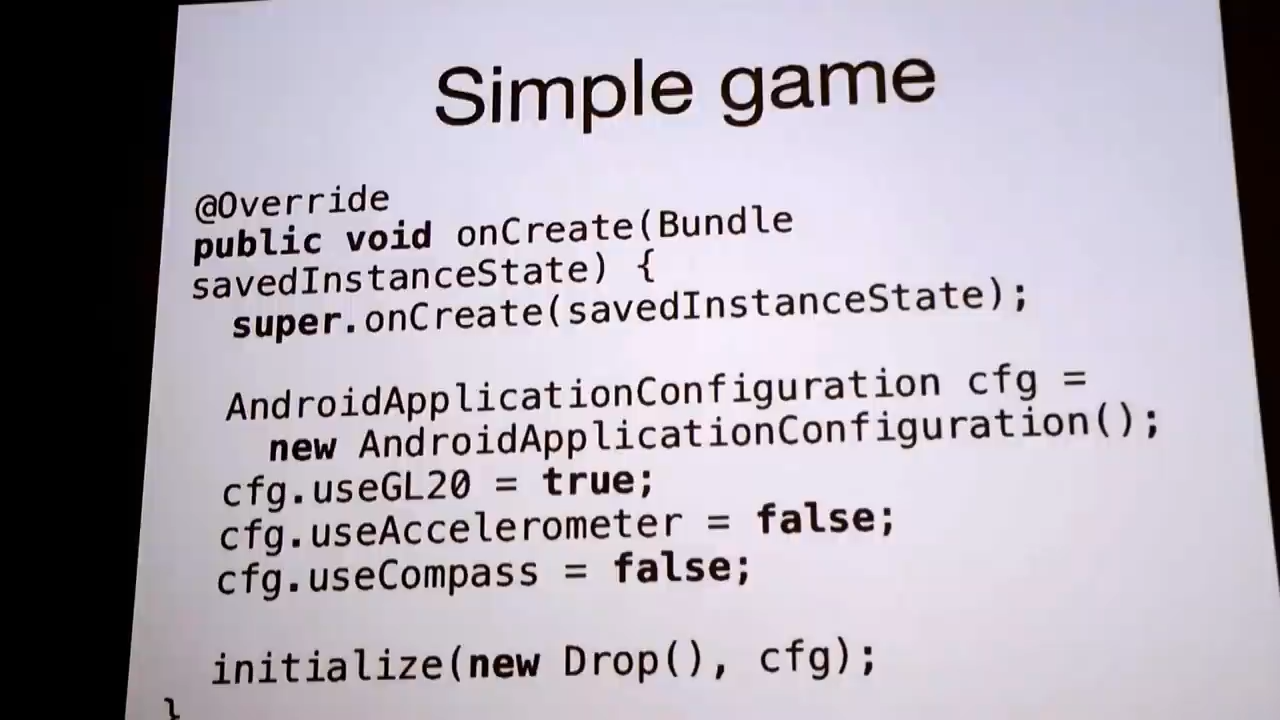 Simple game
@Override
public void onCreate(Bundle
savedInstanceState) {
super.onCreate(savedInstanceState);
AndroidApplicationConfiguration cfg =
new AndroidApplicationConfiguration();
cfg.useGL20 = true;
cfg.useAccelerometer = false;
cfg.useCompass = false;
initialize(new Drop(), cfg);
}